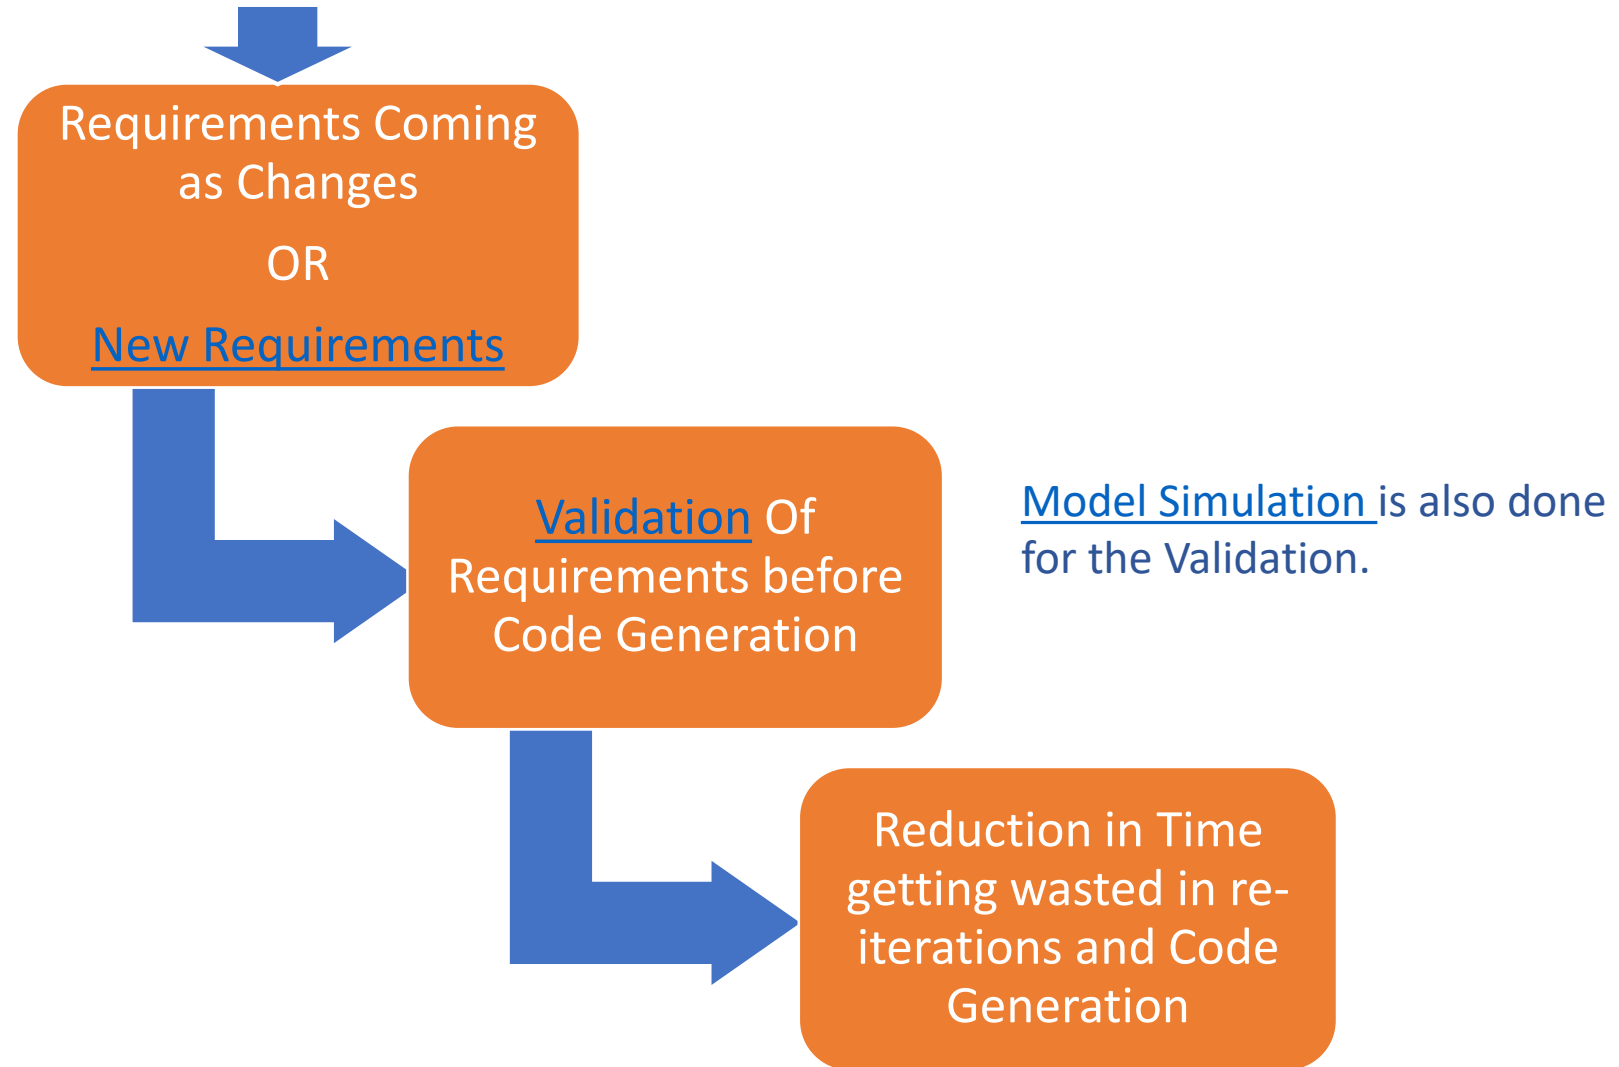 Requirements Coming
as Changes
OR
New Requirements
Validation Of
Requirements before
Code Generation
Model Simulation is also done
for the Validation.
Reduction in Time
getting wasted in re-
iterations and Code
Generation